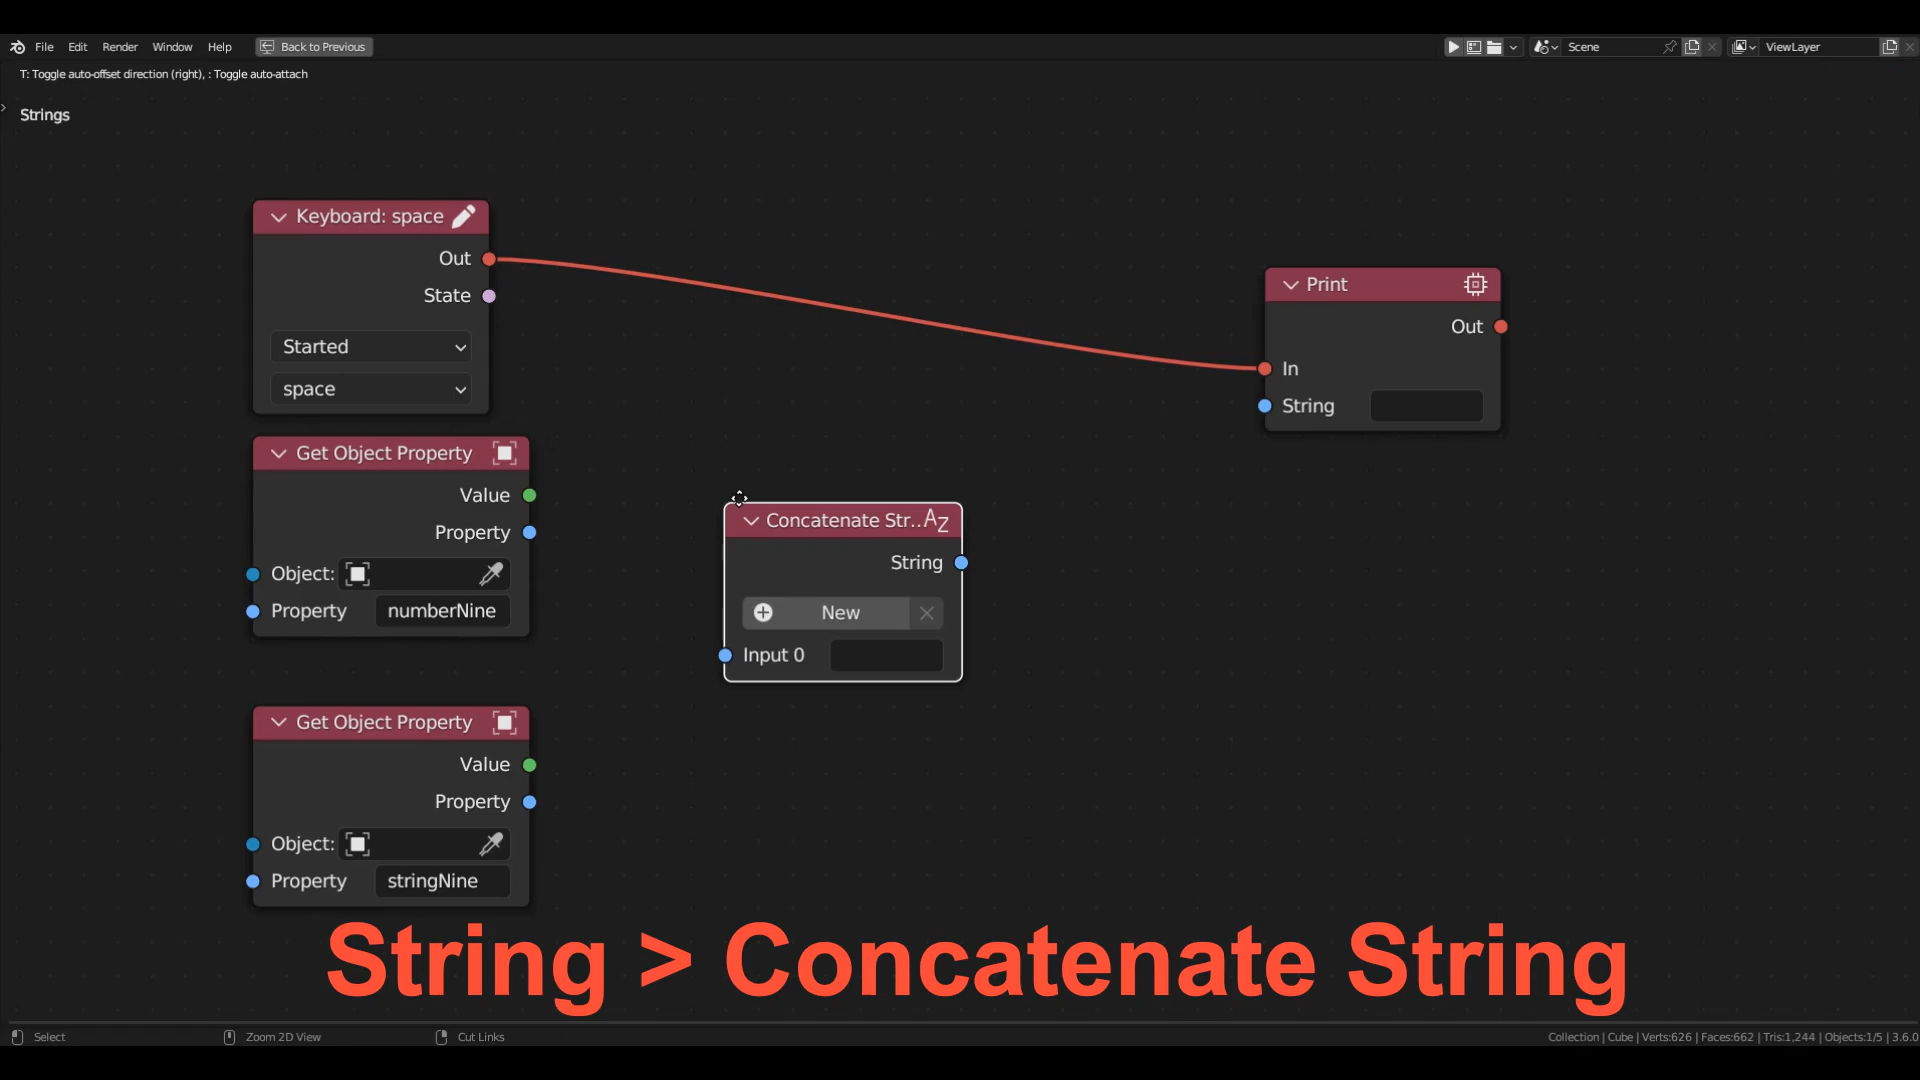 File Edit Render Window Help Back to Previous Scene ViewLayer
T: Toggle auto-offset direction (right), : Toggle auto-attach
Strings
Keyboard: space
Out
State
Started
space
Print
Out
In
String
Get Object Property
Value
Property
Object:
Property numberNine
Concatenate Str..
String
New
Input 0
Get Object Property
Value
Property
Object:
Property stringNine
String > Concatenate String
Select Zoom 2D View Cut Links Collection | Cube | Verts:626 | Faces:662 | Tris:1,244 | Objects:1/5 | 3.6.0